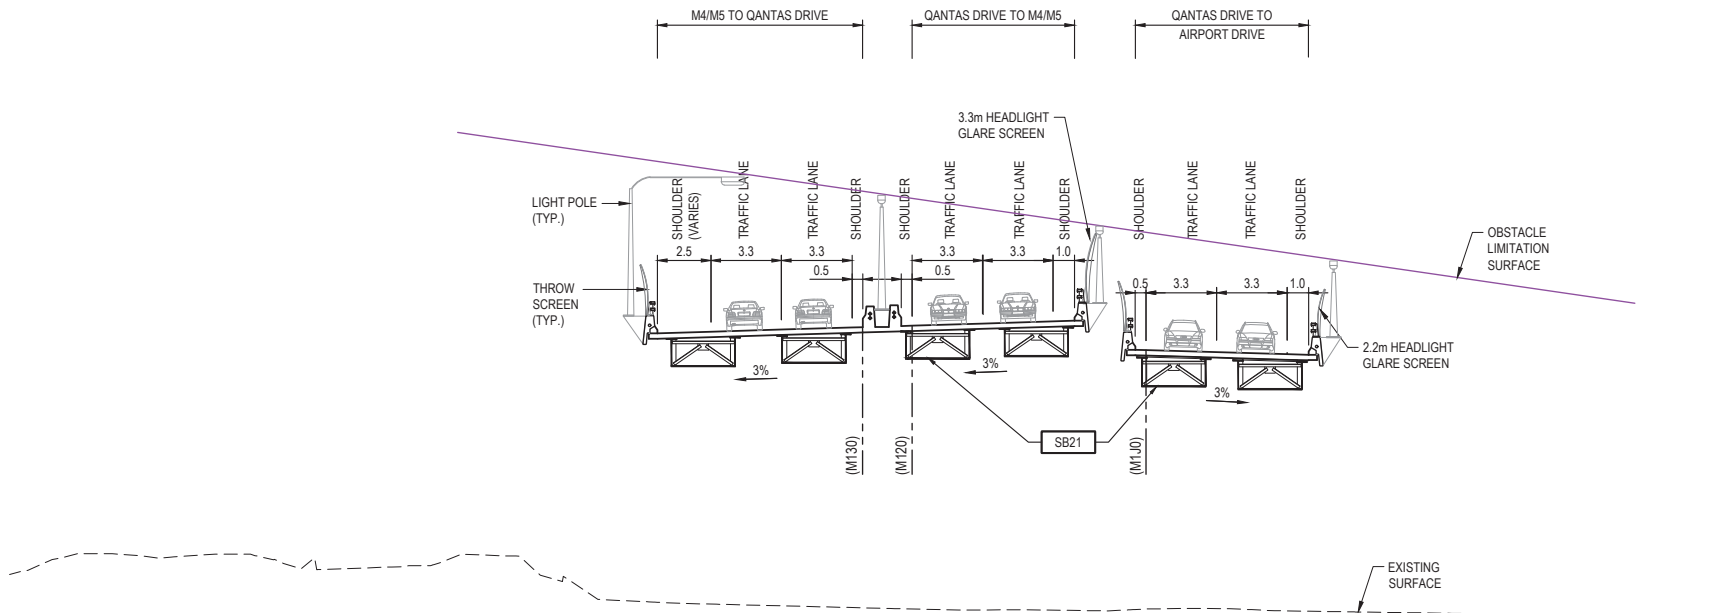 M4/M5 TO QANTAS DRIVE
QANTAS DRIVE TO M4/M5
QANTAS DRIVE TO
AIRPORT DRIVE
3.3m HEADLIGHT
GLARE SCREEN
LIGHT POLE
(TYP.)
SHOULDER
(VARIES)
TRAFFIC LANE
TRAFFIC LANE
SHOULDER
SHOULDER
TRAFFIC LANE
TRAFFIC LANE
SHOULDER
SHOULDER
TRAFFIC LANE
TRAFFIC LANE
SHOULDER
OBSTACLE
LIMITATION
SURFACE
2.5
3.3
3.3
0.5
0.5
3.3
3.3
1.0
0.5
3.3
3.3
1.0
THROW
SCREEN
(TYP.)
2.2m HEADLIGHT
GLARE SCREEN
3%
3%
3%
SB21
(M130)
(M120)
(M1J0)
EXISTING
SURFACE